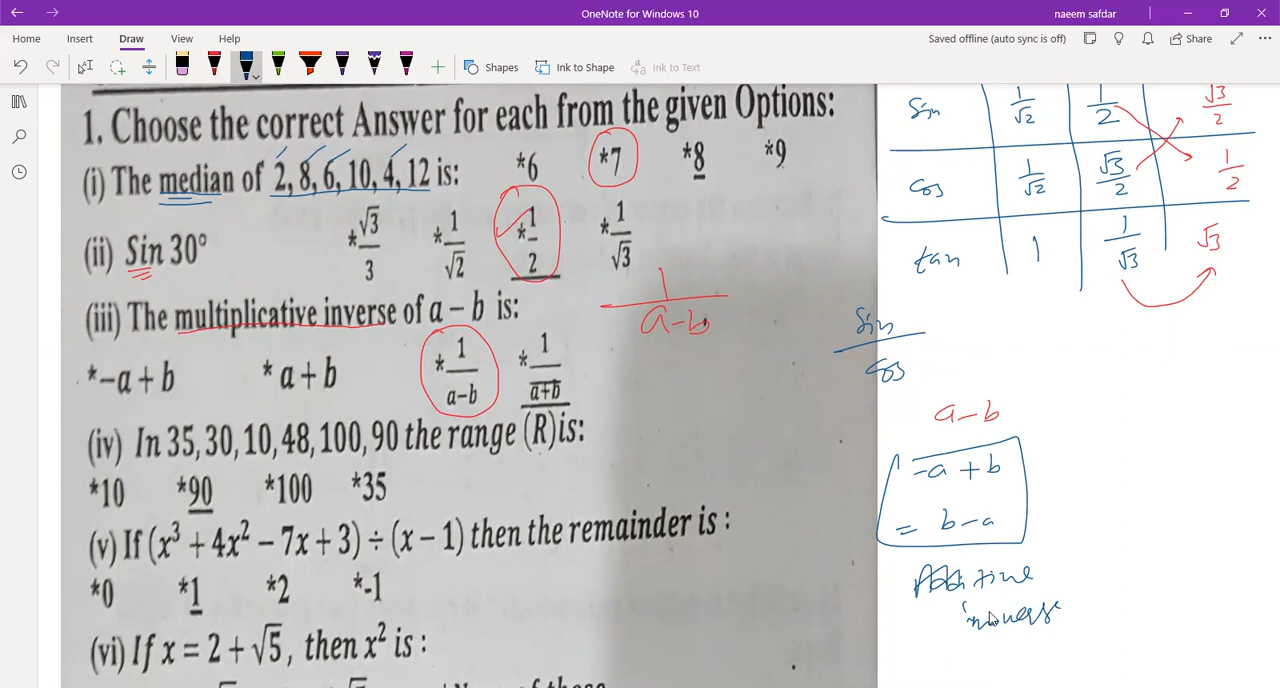 OneNote for Windows 10
naeem safdar
Home Insert Draw View Help
Saved offline (auto sync is off)
Share
Shapes
Ink to Shape
Ink to Text
1. Choose the correct Answer for each from the given Options:
(i) The median of 2, 8, 6, 10, 4, 12 is: *6 *7 *8 *9
(ii) Sin 30° *√3/3 *1/√2 *1/2 *1/√3
(iii) The multiplicative inverse of a – b is:
1/a-b
*–a + b *a + b *1/a–b *1/a+b
(iv) In 35, 30, 10, 48, 100, 90 the range (R) is:
*10 *90 *100 *35
(v) If (x³ + 4x² – 7x + 3) ÷ (x – 1) then the remainder is :
*0 *1 *2 *-1
(vi) If x = 2 + √5, then x² is :
Sin 1/√2 1/2 √3/2
Cos 1/√2 √3/2 1/2
tan 1 1/√3 √3
Sin
Cos
a-b
-a + b
= b-a
inverse